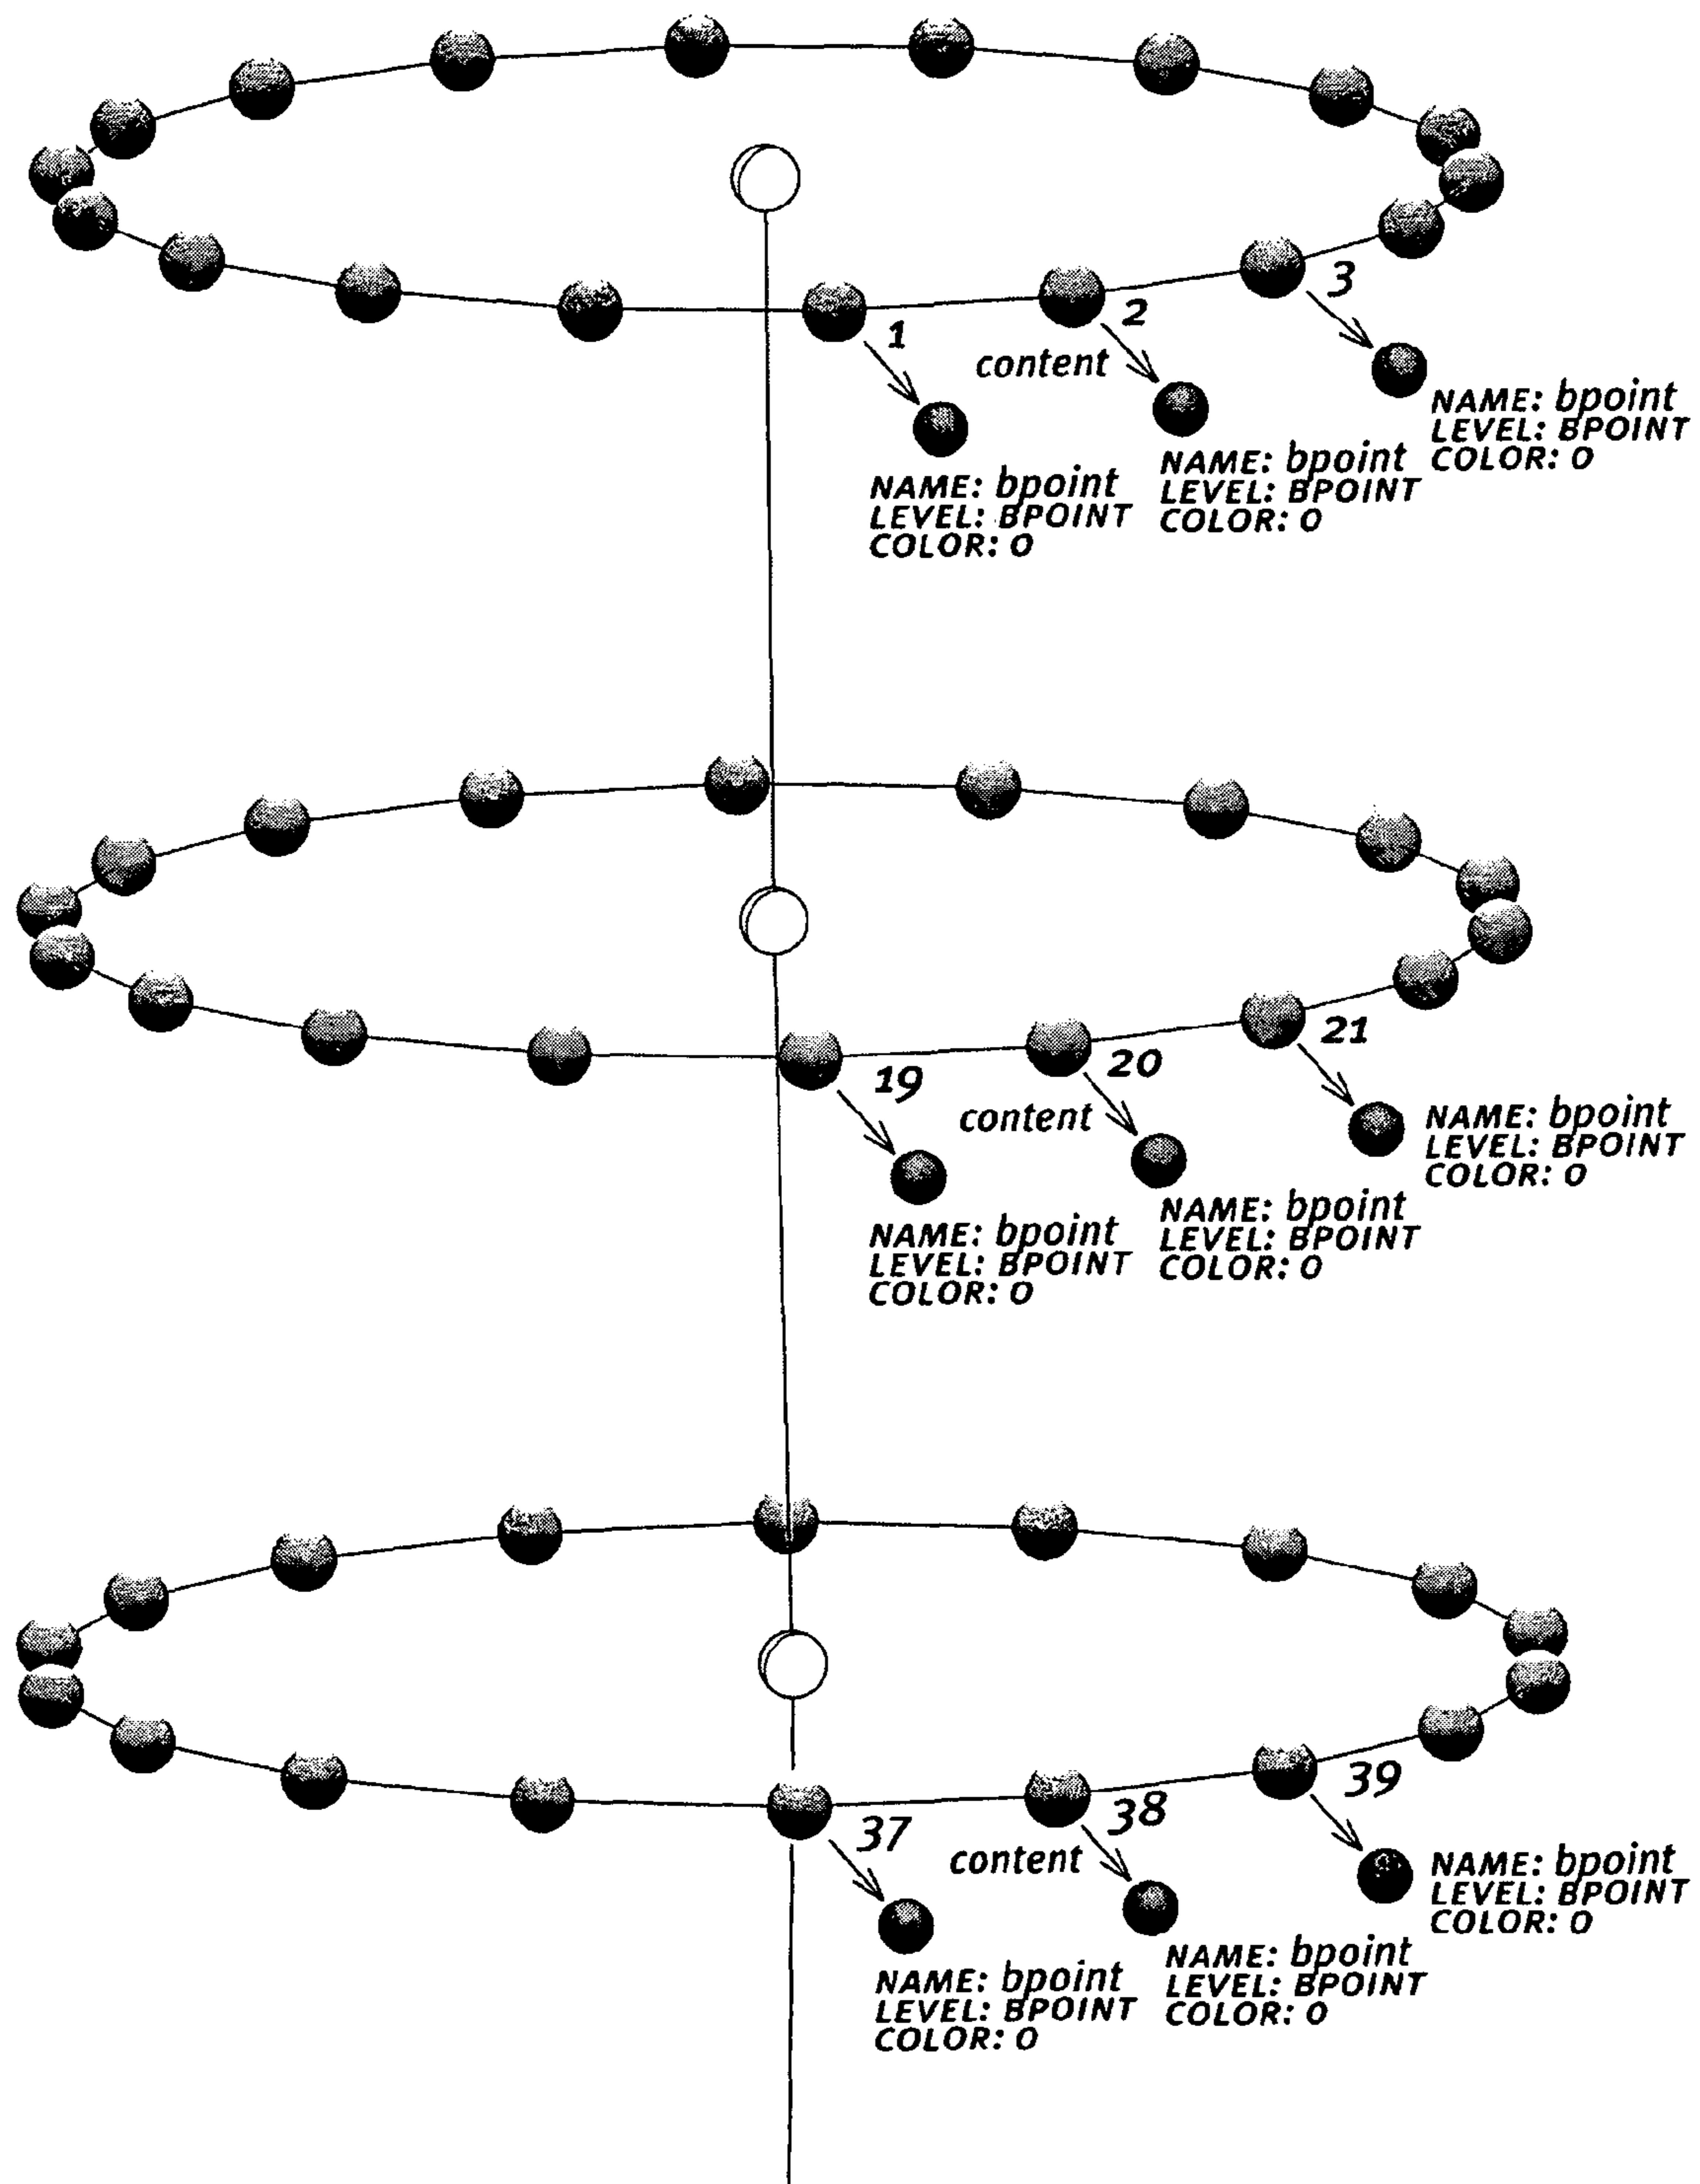 1
2
3
content
NAME: bpoint
LEVEL: BPOINT
COLOR: 0
NAME: bpoint
LEVEL: BPOINT
COLOR: 0
NAME: bpoint
LEVEL: BPOINT
COLOR: 0
19
20
21
content
NAME: bpoint
LEVEL: BPOINT
COLOR: 0
NAME: bpoint
LEVEL: BPOINT
COLOR: 0
NAME: bpoint
LEVEL: BPOINT
COLOR: 0
37
38
39
content
NAME: bpoint
LEVEL: BPOINT
COLOR: 0
NAME: bpoint
LEVEL: BPOINT
COLOR: 0
NAME: bpoint
LEVEL: BPOINT
COLOR: 0